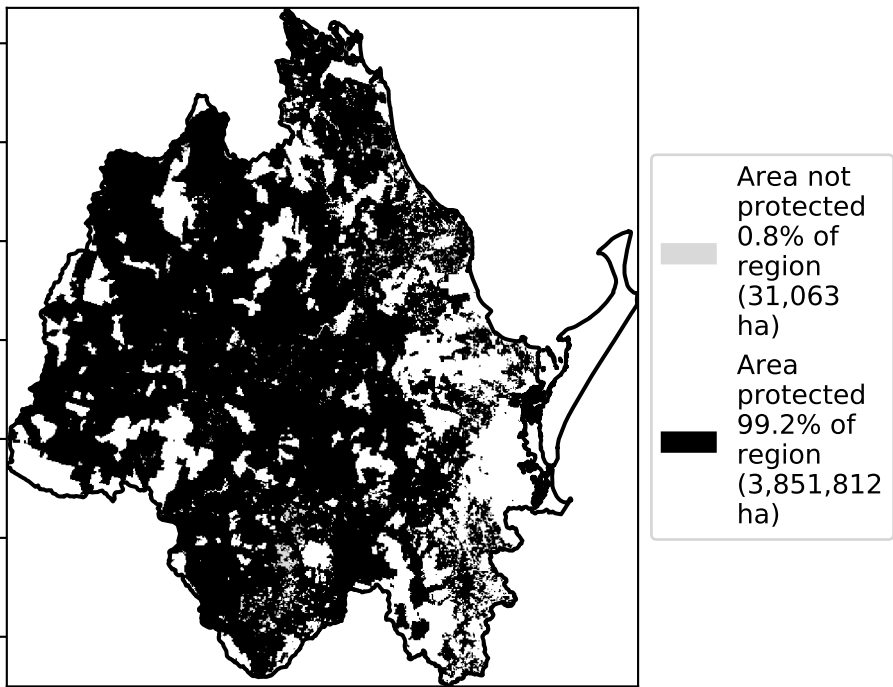 Area not
protected
0.8% of
region
(31,063
ha)
Area
protected
99.2% of
region
(3,851,812
ha)